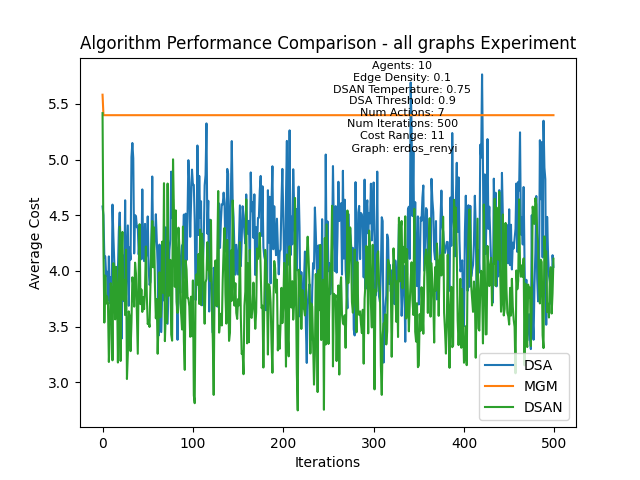 Algorithm Performance Comparison - all graphs Experiment
Agents: 10
Edge Density: 0.1
DSAN Temperature: 0.75
DSA Threshold: 0.9
Num Actions: 7
Num Iterations: 500
Cost Range: 11
Graph: erdos_renyi
Average Cost
5.5
5.0
4.5
4.0
3.5
3.0
DSA
MGM
DSAN
0 100 200 300 400 500
Iterations